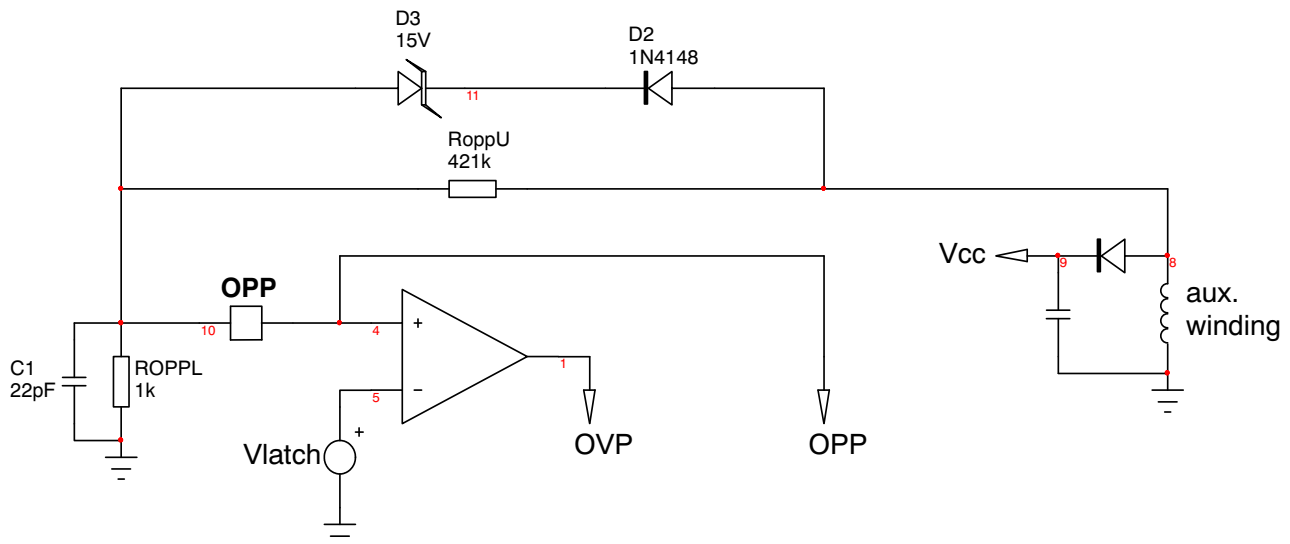 D3
15V
D2
1N4148
11
RoppU
421k
Vcc
9
8
aux.
winding
OPP
10
4
+
C1
22pF
ROPPL
1k
1
5
−
+
Vlatch
OVP
OPP